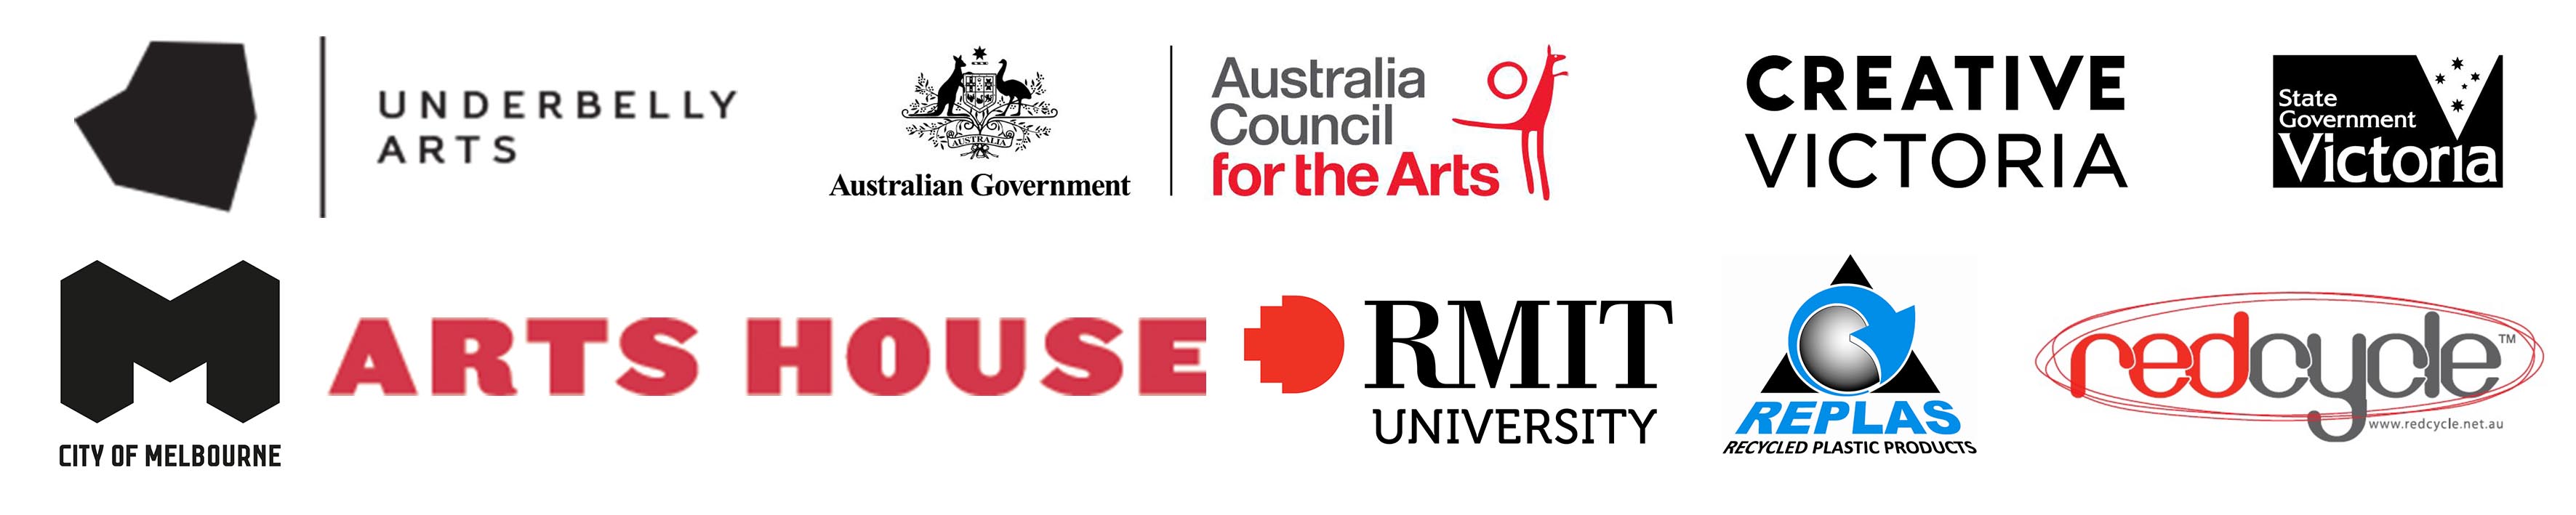 UNDERBELLY
ARTS
AUSTRALIA
Australian Government
Australia
Council
for the Arts
CREATIVE
VICTORIA
State
Government
Victoria
CITY OF MELBOURNE
ARTS HOUSE
RMIT
UNIVERSITY
REPLAS
RECYCLED PLASTIC PRODUCTS
redcycle™
www.redcycle.net.au